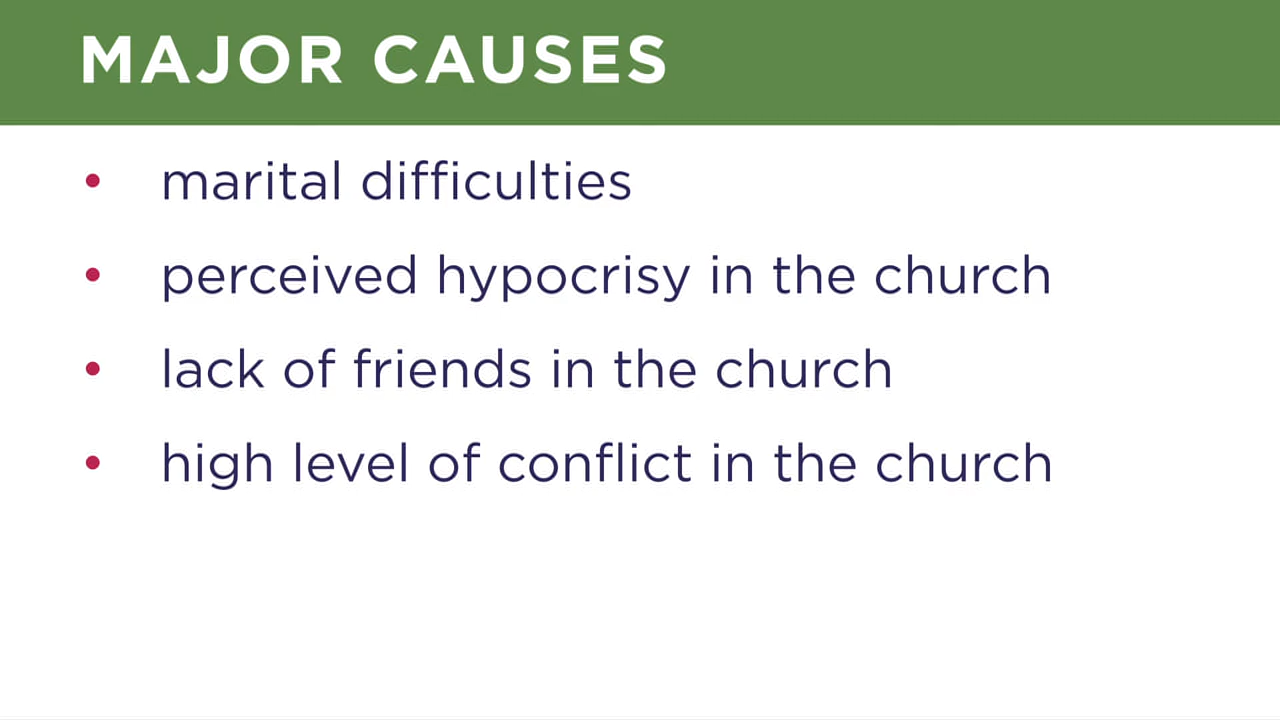 MAJOR CAUSES
• marital difficulties
• perceived hypocrisy in the church
• lack of friends in the church
• high level of conflict in the church